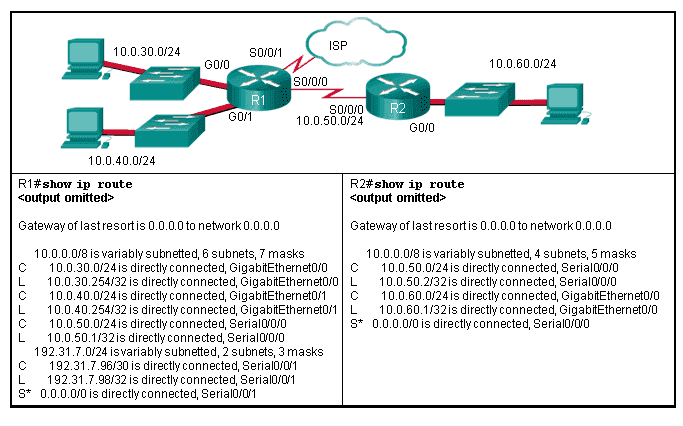 10.0.30.0/24
S0/0/1
ISP
G0/0
10.0.60.0/24
S0/0/0
R1
R2
S0/0/0
G0/1
10.0.50.0/24
G0/0
10.0.40.0/24
R1#show ip route
<output omitted>
Gateway of last resort is 0.0.0.0 to network 0.0.0.0
10.0.0.0/8 is variably subnetted, 6 subnets, 7 masks
C 10.0.30.0/24 is directly connected, GigabitEthernet0/0
L 10.0.30.254/32 is directly connected, GigabitEthernet0/0
C 10.0.40.0/24 is directly connected, GigabitEthernet0/1
L 10.0.40.254/32 is directly connected, GigabitEthernet0/1
C 10.0.50.0/24 is directly connected, Serial0/0/0
L 10.0.50.1/32 is directly connected, Serial0/0/0
192.31.7.0/24 is variably subnetted, 2 subnets, 3 masks
C 192.31.7.96/30 is directly connected, Serial0/0/1
L 192.31.7.98/32 is directly connected, Serial0/0/1
S* 0.0.0.0/0 is directly connected, Serial0/0/1
R2#show ip route
<output omitted>
Gateway of last resort is 0.0.0.0 to network 0.0.0.0
10.0.0.0/8 is variably subnetted, 4 subnets, 5 masks
C 10.0.50.0/24 is directly connected, Serial0/0/0
L 10.0.50.2/32 is directly connected, Serial0/0/0
C 10.0.60.0/24 is directly connected, GigabitEthernet0/0
L 10.0.60.1/32 is directly connected, GigabitEthernet0/0
S* 0.0.0.0/0 is directly connected, Serial0/0/0